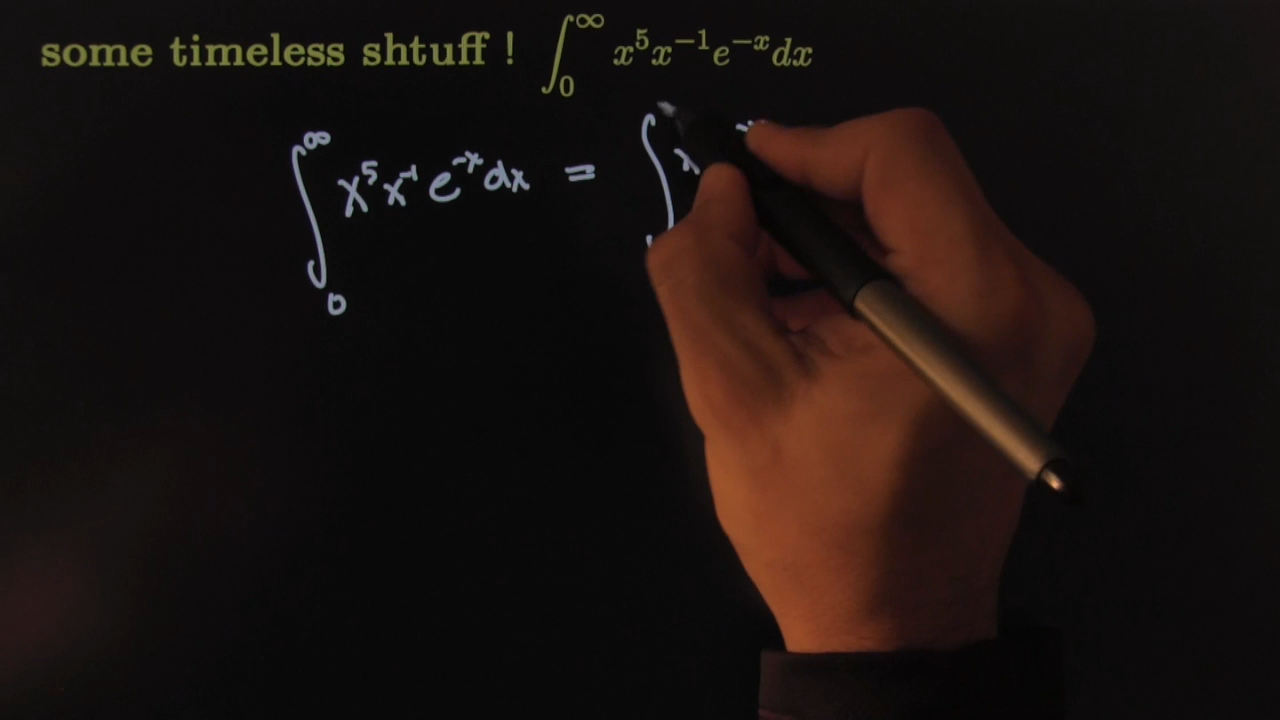 some timeless shtuff ! ∫₀^∞ x⁵x⁻¹e⁻ˣdx
∫₀^∞ x⁵x⁻¹e⁻ˣdx = ∫